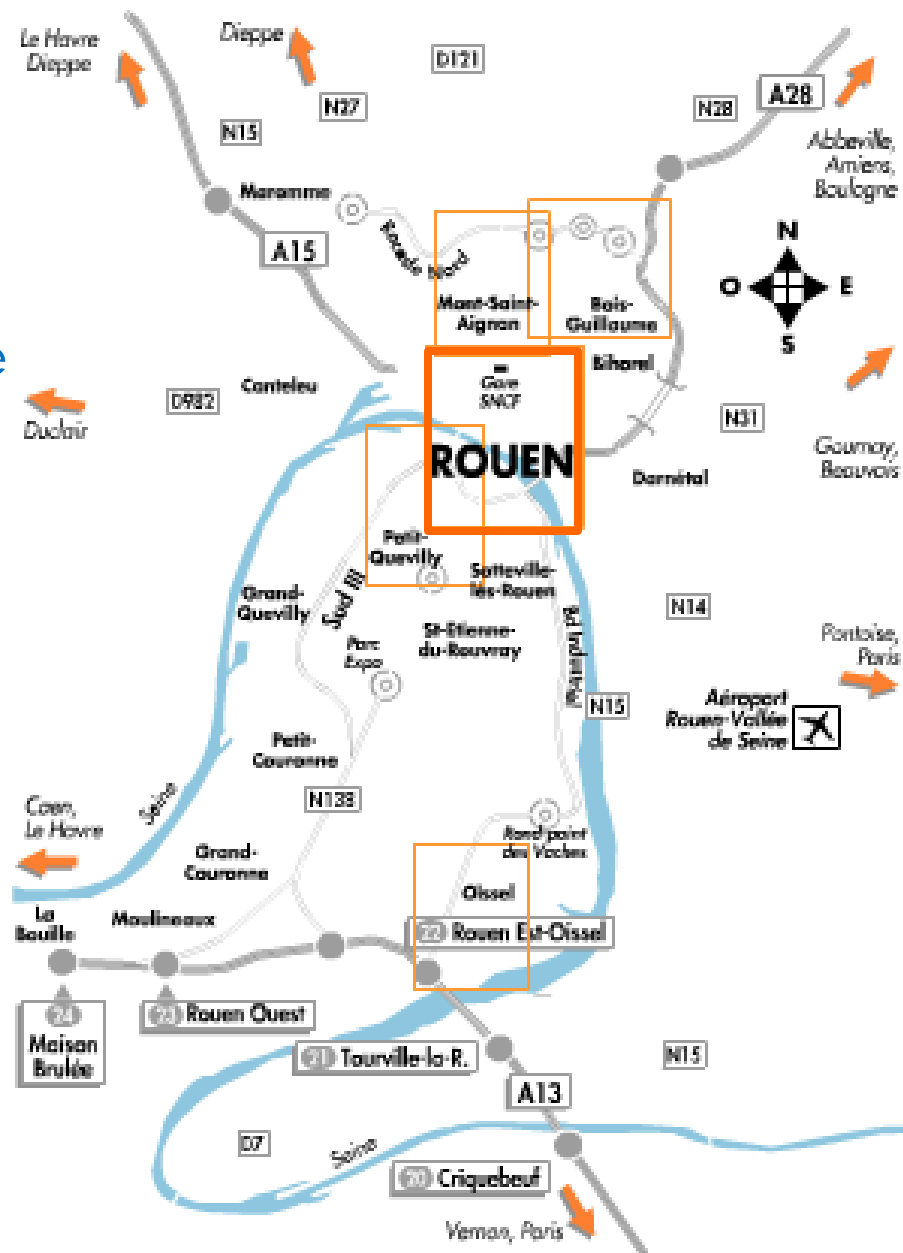 Le Havre
Dieppe
Dieppe
D121
N27
N15
N28
A28
Abbeville,
Amiens,
Boulogne
Maromme
Rocade Nord
A15
Mont-Saint-
Aignan
Bois-
Guillaume
Bihorel
N
O
E
S
e
Canteleu
Gare
SNCF
D982
Duclair
N31
Gournay,
Beauvais
ROUEN
Darnétal
Petit-
Quevilly
Sotteville-
lès-Rouen
Grand-
Quevilly
Sud III
St-Etienne-
du-Rouvray
Bd Industriel
N14
Pontoise,
Paris
Parc
Expo
N15
Aéroport
Rouen-Vallée
de Seine
Petit-
Couronne
N138
Seine
Caen,
Le Havre
Rond point
des Vaches
Grand-
Couronne
Oissel
La
Bouille
Moulineaux
22 Rouen Est-Oissel
24
Maison
Brulée
23 Rouen Ouest
21 Tourville-la-R.
N15
A13
D7
Seine
20 Criquebeuf
Vernon, Paris